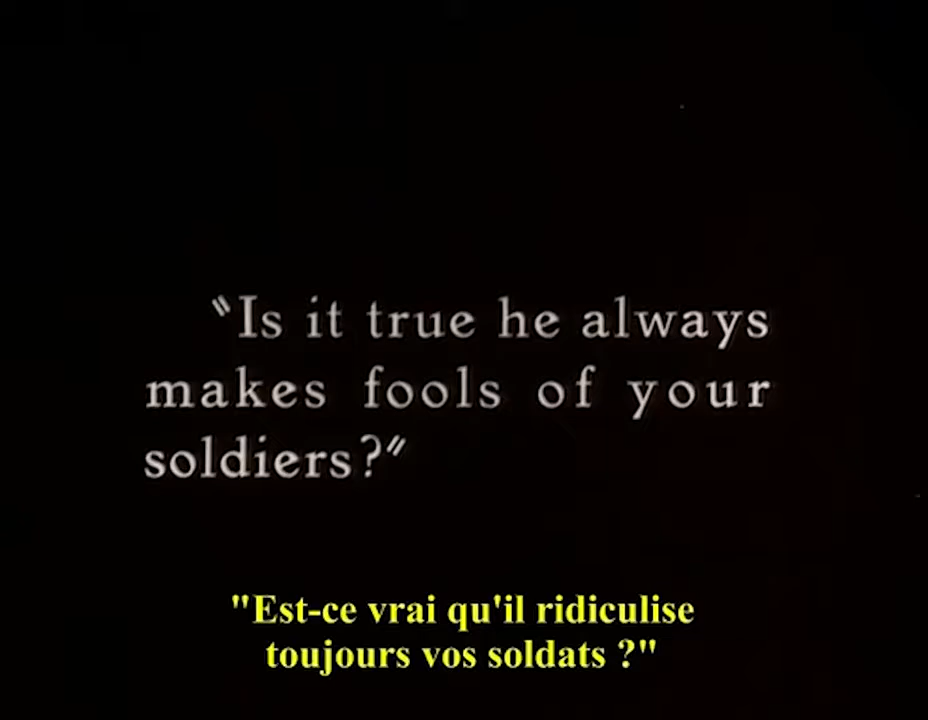 "Is it true he always
makes fools of your
soldiers?"
"Est-ce vrai qu'il ridiculise
toujours vos soldats ?"